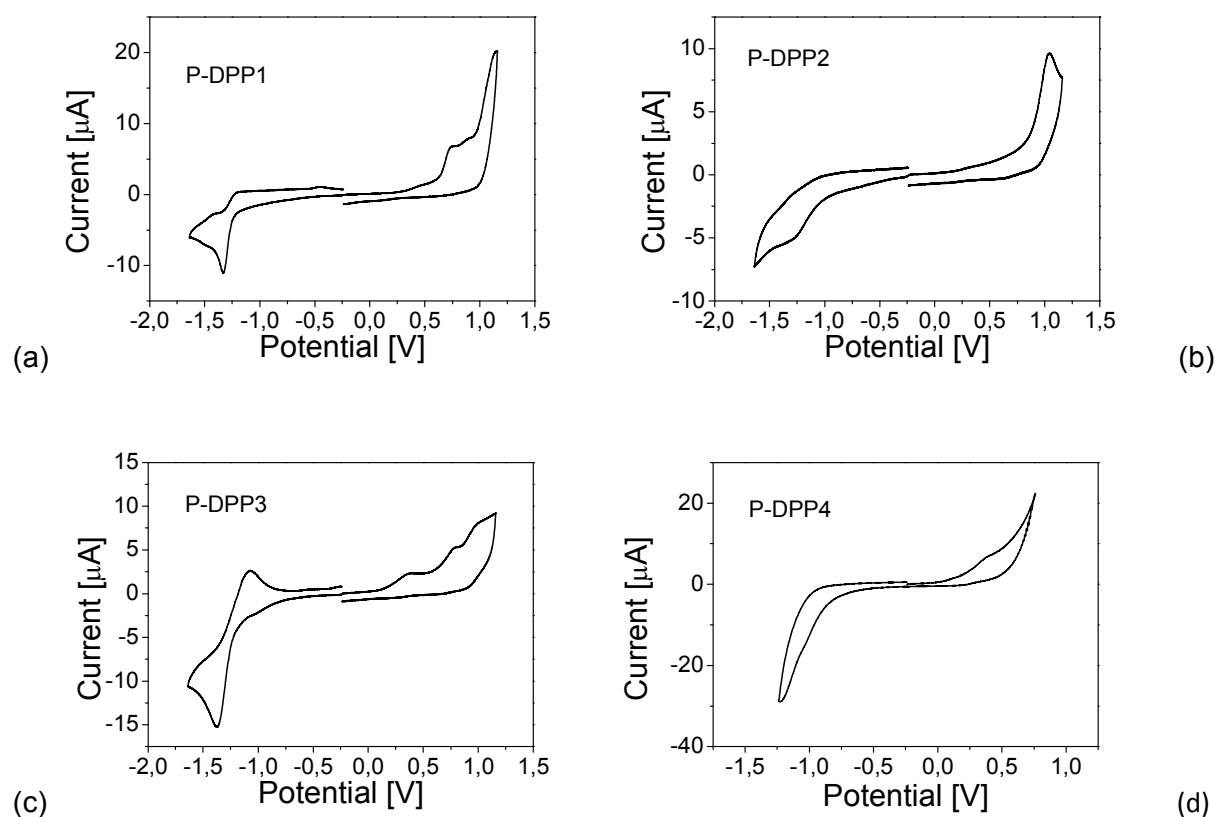 P-DPP1
Current [μA]
20
10
0
-10
-2,0 -1,5 -1,0 -0,5 0,0 0,5 1,0 1,5
Potential [V]
(a)
P-DPP2
Current [μA]
10
5
0
-5
-10
-2,0 -1,5 -1,0 -0,5 0,0 0,5 1,0 1,5
Potential [V]
(b)
P-DPP3
Current [μA]
15
10
5
0
-5
-10
-15
-2,0 -1,5 -1,0 -0,5 0,0 0,5 1,0 1,5
Potential [V]
(c)
P-DPP4
Current [μA]
20
0
-20
-40
-1,5 -1,0 -0,5 0,0 0,5 1,0
Potential [V]
(d)